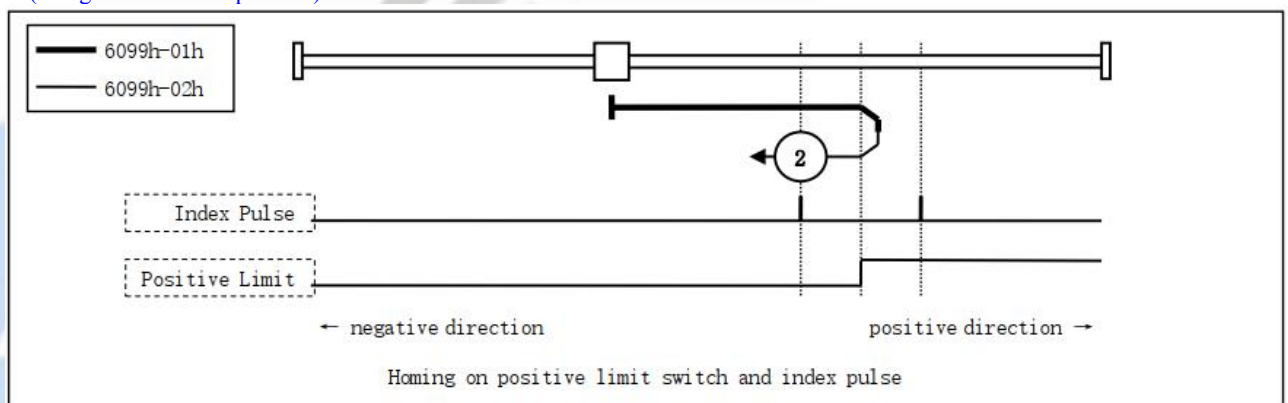 6099h-01h
6099h-02h
2
Index Pulse
Positive Limit
← negative direction
positive direction →
Homing on positive limit switch and index pulse